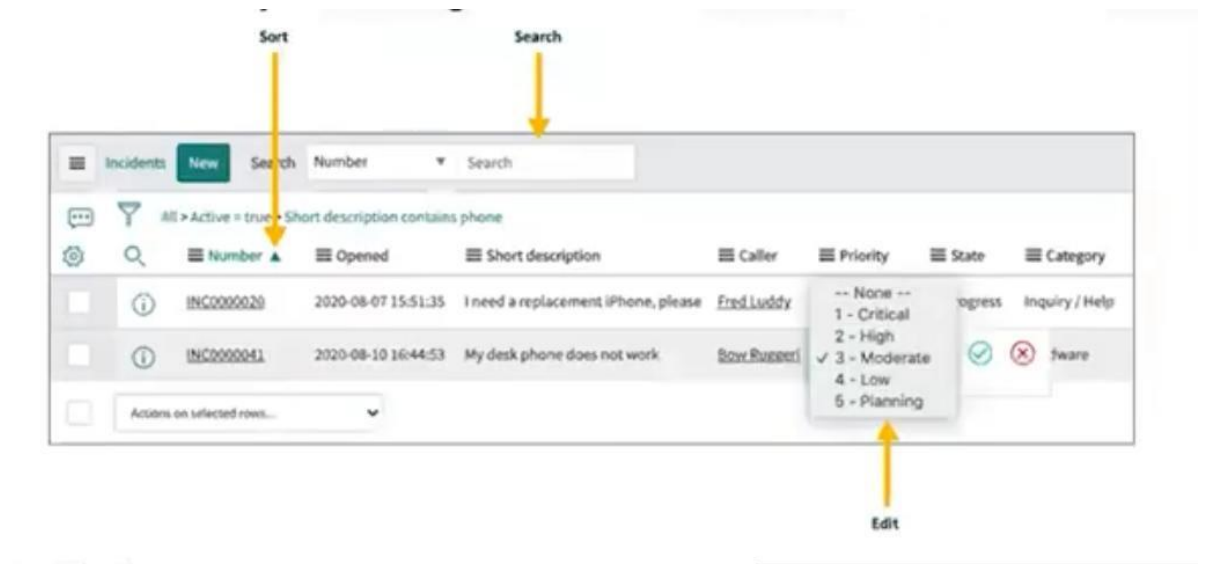 Sort Search
Incidents New Search Number Search
All > Active = true > Short description contains phone
Number ▲ Opened Short description Caller Priority State Category
INC0000020 2020-08-07 15:51:35 I need a replacement iPhone, please Fred Luddy ogress Inquiry / Help
INC0000041 2020-08-10 16:44:53 My desk phone does not work Bow Ruggeri ware
-- None --
1 - Critical
2 - High
✓ 3 - Moderate
4 - Low
5 - Planning
Actions on selected rows...
Edit